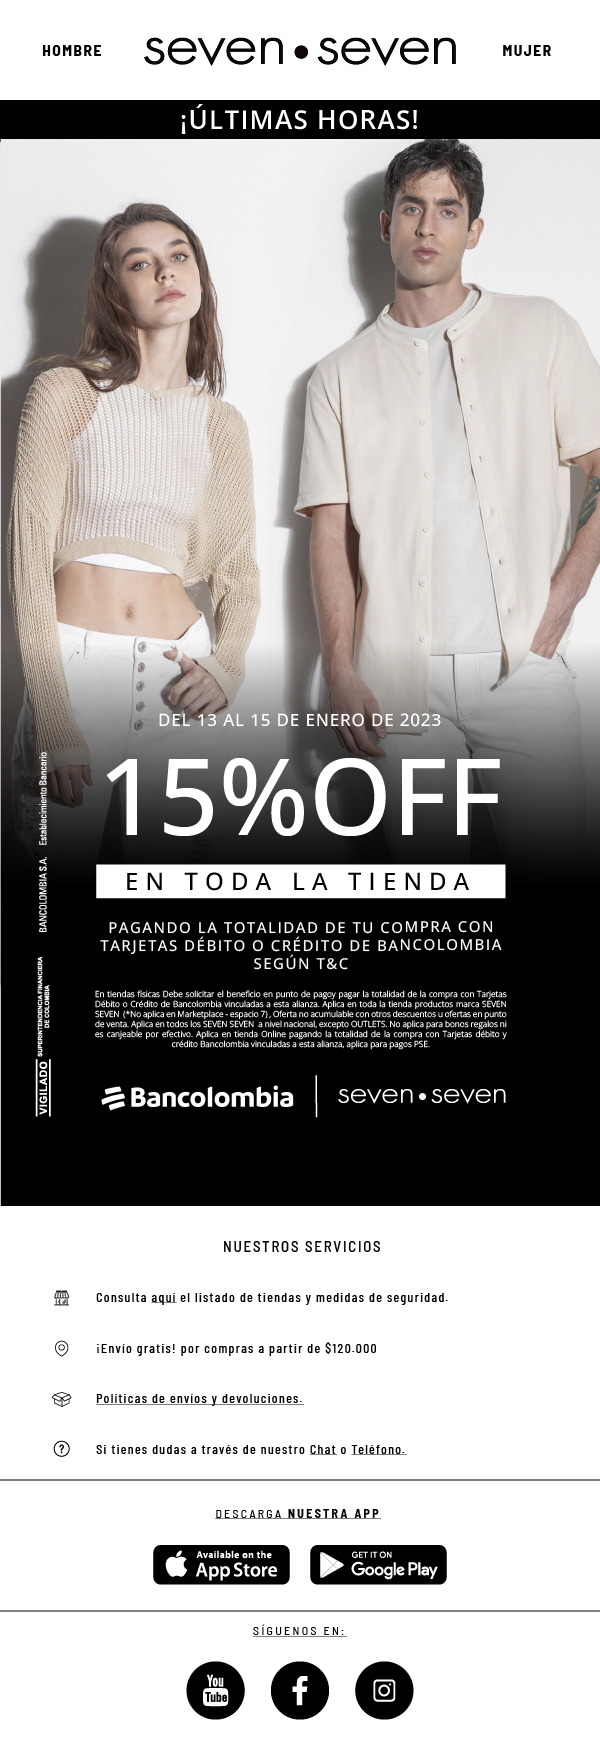 HOMBRE
seven•seven
MUJER
¡ÚLTIMAS HORAS!
DEL 13 AL 15 DE ENERO DE 2023
15%OFF
EN TODA LA TIENDA
PAGANDO LA TOTALIDAD DE TU COMPRA CON
TARJETAS DÉBITO O CRÉDITO DE BANCOLOMBIA
SEGÚN T&C
En tiendas físicas Debe solicitar el beneficio en punto de pagoy pagar la totalidad de la compra con Tarjetas
Débito o Crédito de Bancolombia vinculadas a esta alianza. Aplica en toda la tienda productos marca SEVEN
SEVEN (*No aplica en Marketplace - espacio 7) , Oferta no acumulable con otros descuentos u ofertas en punto
de venta. Aplica en todos los SEVEN SEVEN a nivel nacional, excepto OUTLETS. No aplica para bonos regalos ni
es canjeable por efectivo. Aplica en tienda Online pagando la totalidad de la compra con Tarjetas débito y
crédito Bancolombia vinculadas a esta alianza, aplica para pagos PSE.
VIGILADO
SUPERINTENDENCIA FINANCIERA
DE COLOMBIA
BANCOLOMBIA S.A.
Establecimiento Bancario
Bancolombia
seven•seven
NUESTROS SERVICIOS
Consulta aquí el listado de tiendas y medidas de seguridad.
¡Envío gratis! por compras a partir de $120.000
Políticas de envíos y devoluciones.
Si tienes dudas a través de nuestro Chat o Teléfono.
DESCARGA NUESTRA APP
Available on the
App Store
GET IT ON
Google Play
SÍGUENOS EN:
You
Tube